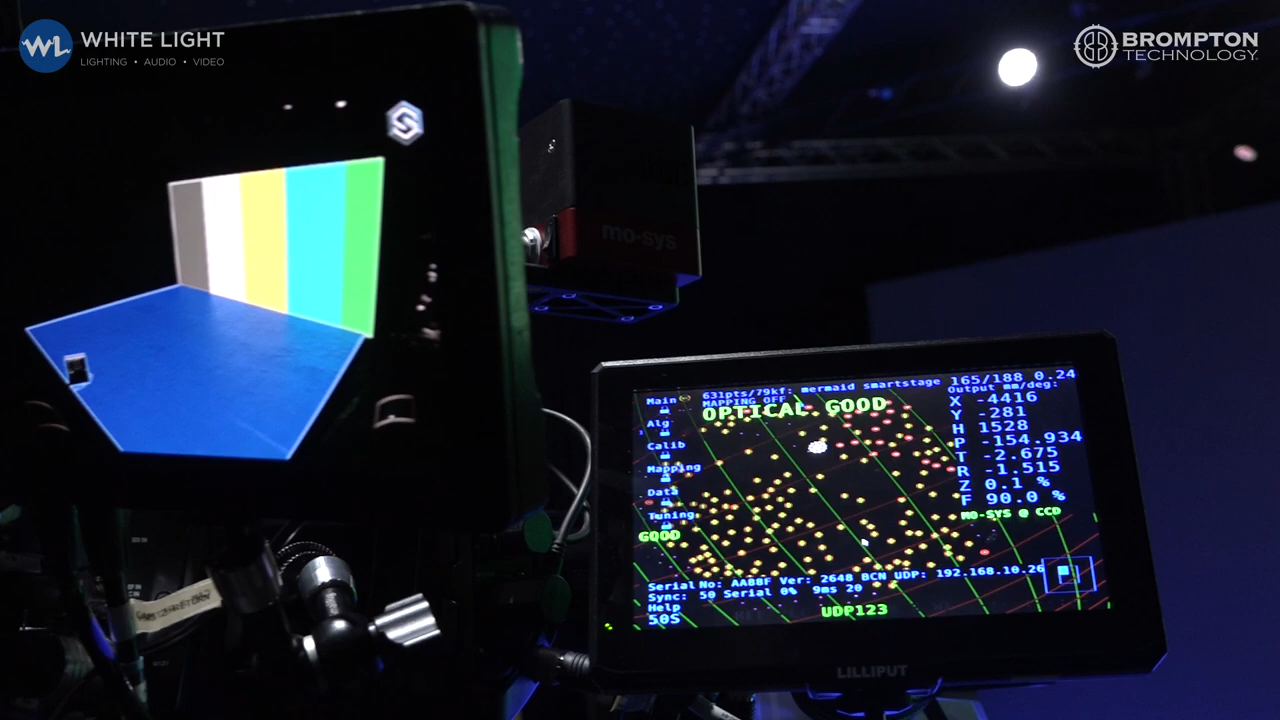 WHITE LIGHT
LIGHTING • AUDIO • VIDEO
BROMPTON
TECHNOLOGY
mo-sys
Main
Alg
Calib
Mapping
Data
Tuning
GOOD
631pts/79kf: mermaid smartstage 165/188 0.24
MAPPING OFF
OPTICAL GOOD
Output mm/deg:
X -4416
Y -281
H 1528
P -154.934
T -2.675
R -1.515
Z 0.1 %
F 90.0 %
MO-SYS @ CCD
Serial No: AA88F Ver: 2648 BCN UDP: 192.168.10.26
Sync: 50 Serial 0% 9ms 20
Help
50S
UDP123
LILLIPUT